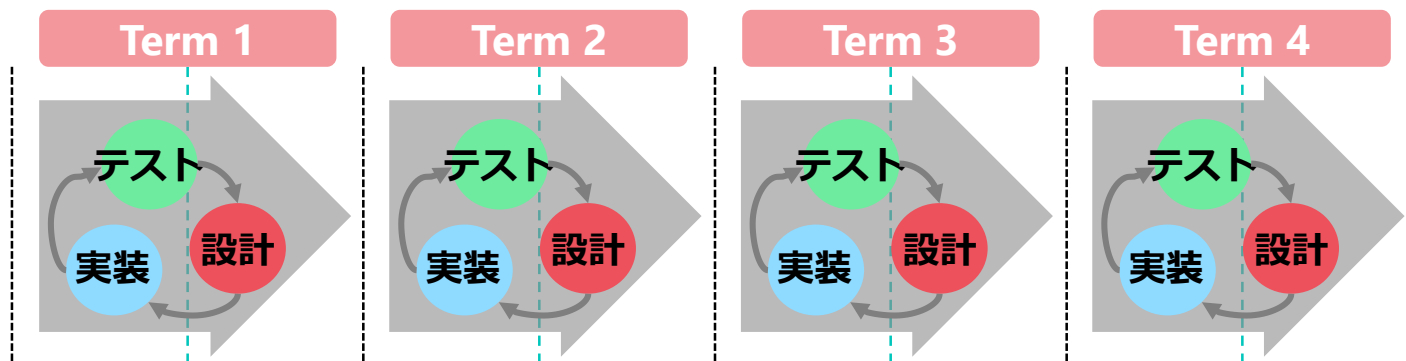 Term 1
Term 2
Term 3
Term 4
テスト
設計
実装
テスト
設計
実装
テスト
設計
実装
テスト
設計
実装